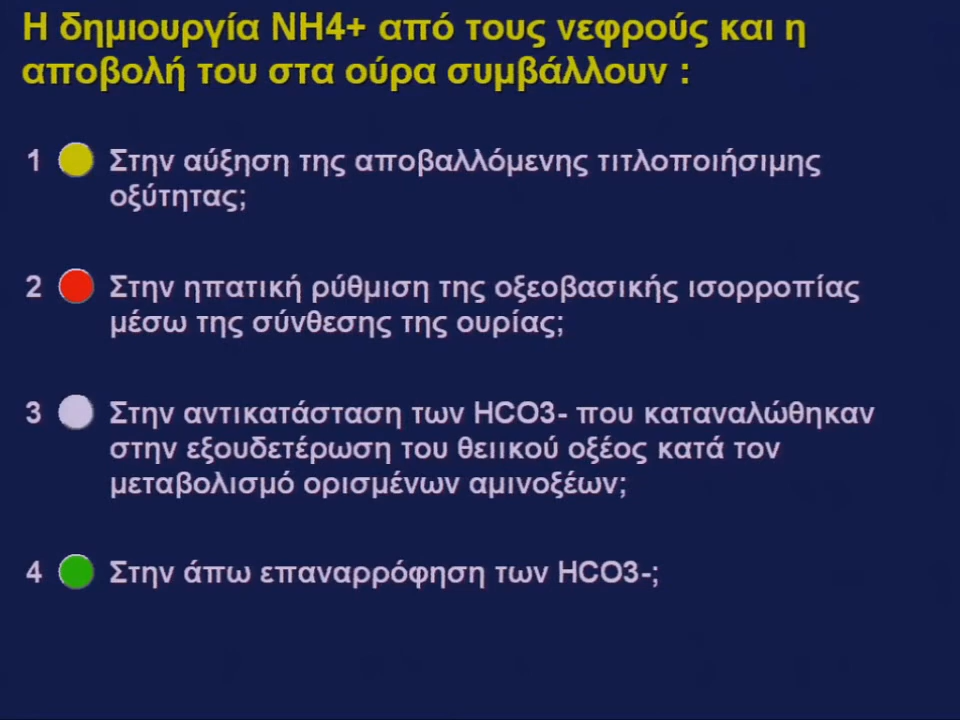 Η δημιουργία NH4+ από τους νεφρούς και η
αποβολή του στα ούρα συμβάλλουν :
1 Στην αύξηση της αποβαλλόμενης τιτλοποιήσιμης
οξύτητας;
2 Στην ηπατική ρύθμιση της οξεοβασικής ισορροπίας
μέσω της σύνθεσης της ουρίας;
3 Στην αντικατάσταση των HCO3- που καταναλώθηκαν
στην εξουδετέρωση του θειικού οξέος κατά τον
μεταβολισμό ορισμένων αμινοξέων;
4 Στην άπω επαναρρόφηση των HCO3-;